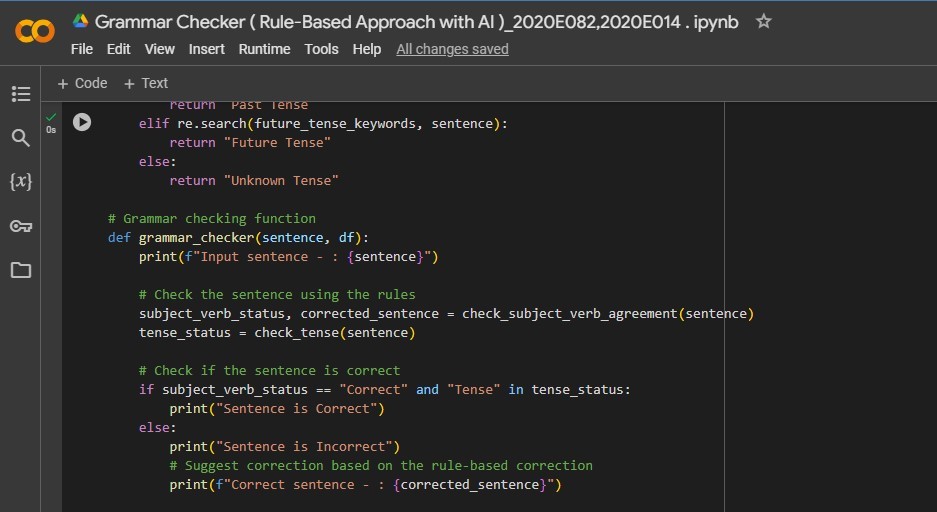 Grammar Checker ( Rule-Based Approach with AI )_2020E082,2020E014 . ipynb
File Edit View Insert Runtime Tools Help All changes saved
+ Code + Text
return "Past Tense"
0s
elif re.search(future_tense_keywords, sentence):
return "Future Tense"
else:
return "Unknown Tense"
{x}
# Grammar checking function
def grammar_checker(sentence, df):
print(f"Input sentence - : {sentence}")
# Check the sentence using the rules
subject_verb_status, corrected_sentence = check_subject_verb_agreement(sentence)
tense_status = check_tense(sentence)
# Check if the sentence is correct
if subject_verb_status == "Correct" and "Tense" in tense_status:
print("Sentence is Correct")
else:
print("Sentence is Incorrect")
# Suggest correction based on the rule-based correction
print(f"Correct sentence - : {corrected_sentence}")